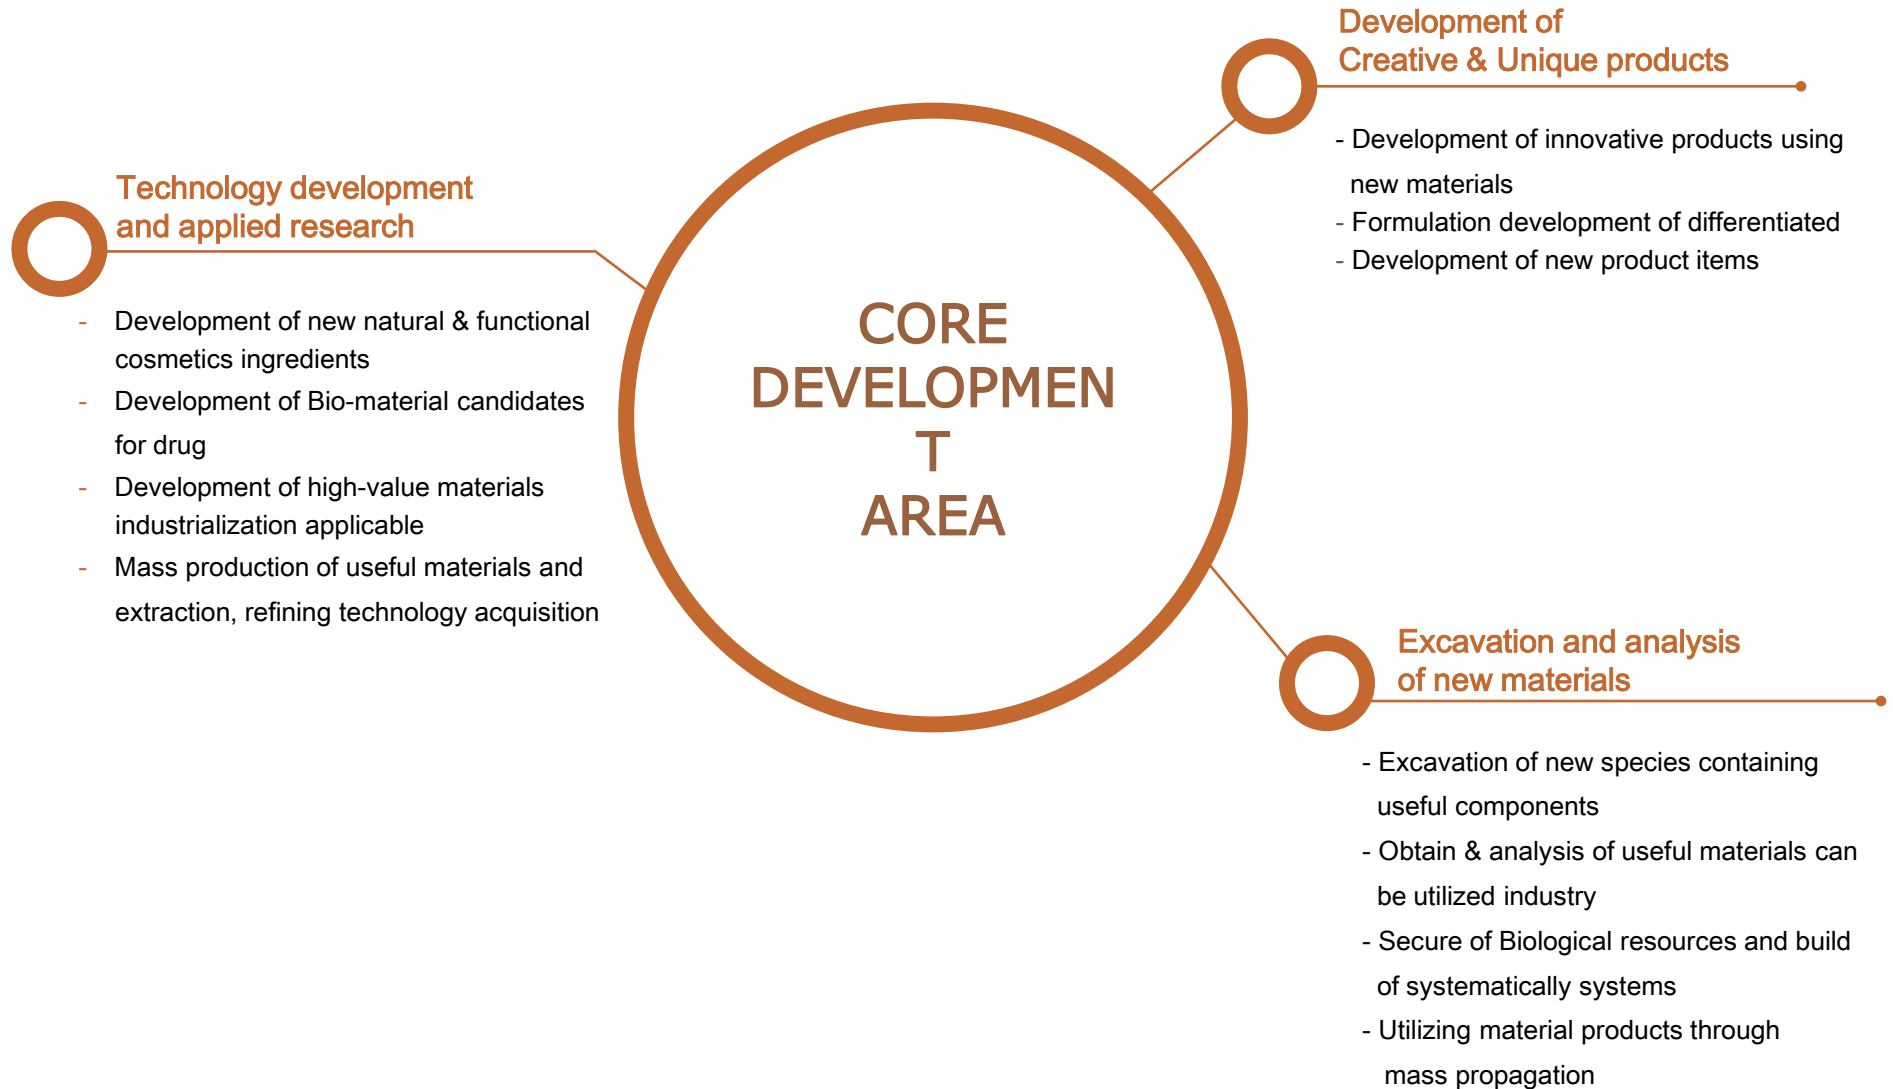 Development of
Creative & Unique products
- Development of innovative products using
new materials
- Formulation development of differentiated
- Development of new product items
Technology development
and applied research
- Development of new natural & functional
cosmetics ingredients
- Development of Bio-material candidates
for drug
- Development of high-value materials
industrialization applicable
- Mass production of useful materials and
extraction, refining technology acquisition
CORE
DEVELOPMEN
T
AREA
Excavation and analysis
of new materials
- Excavation of new species containing
useful components
- Obtain & analysis of useful materials can
be utilized industry
- Secure of Biological resources and build
of systematically systems
- Utilizing material products through
mass propagation